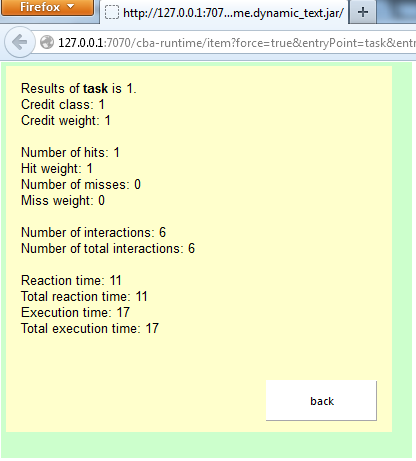 Firefox
http://127.0.0.1:707...me.dynamic_text.jar/
127.0.0.1:7070/cba-runtime/item?force=true&entryPoint=task&entr
Results of task is 1.
Credit class: 1
Credit weight: 1
Number of hits: 1
Hit weight: 1
Number of misses: 0
Miss weight: 0
Number of interactions: 6
Number of total interactions: 6
Reaction time: 11
Total reaction time: 11
Execution time: 17
Total execution time: 17
back